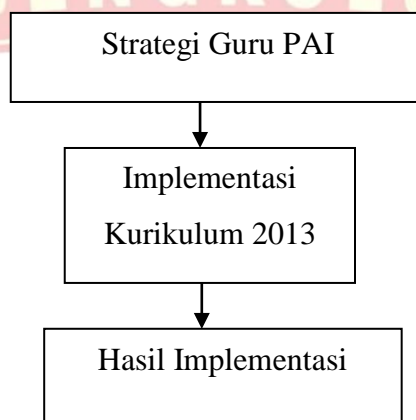 Strategi Guru PAI
Implementasi
Kurikulum 2013
Hasil Implementasi